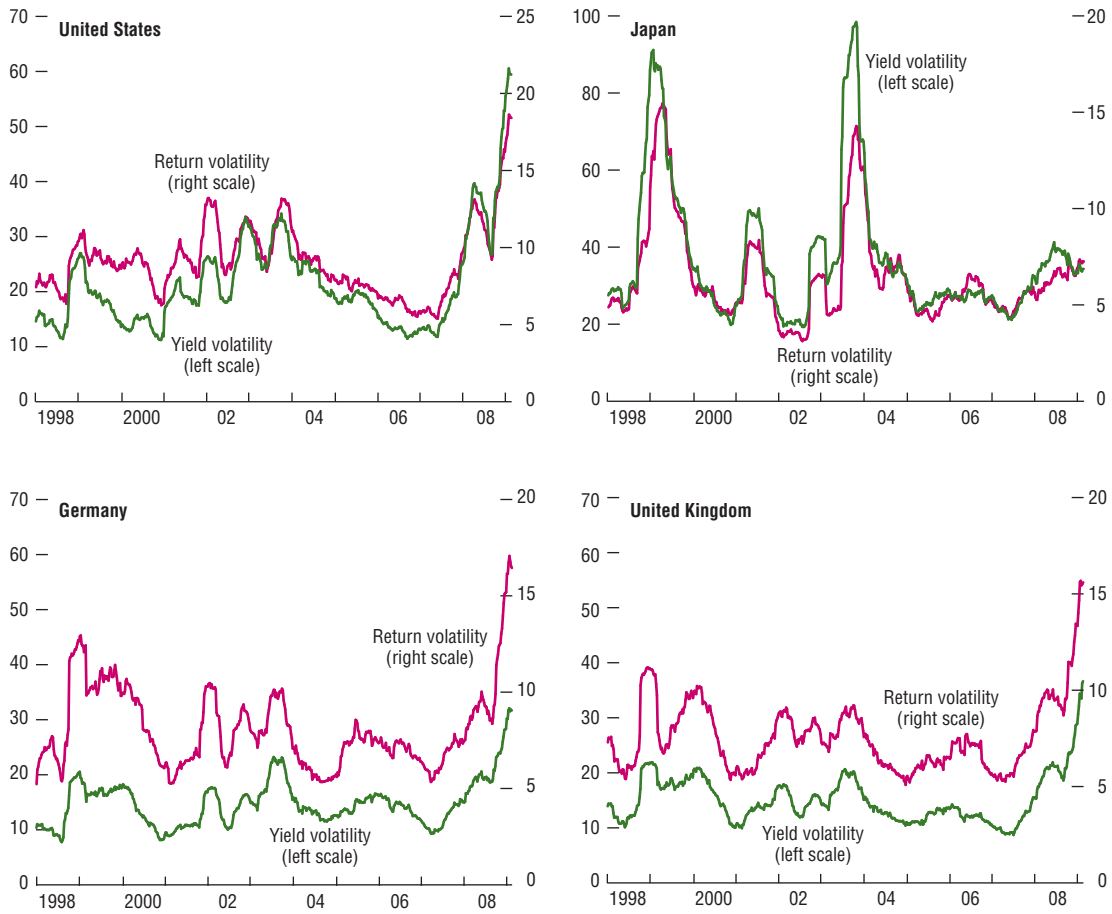 United States
70
60
50
40
30
20
10
0
25
20
15
10
5
0
Return volatility
(right scale)
Yield volatility
(left scale)
1998 2000 02 04 06 08
Japan
100
80
60
40
20
0
20
15
10
5
0
Yield volatility
(left scale)
Return volatility
(right scale)
1998 2000 02 04 06 08
Germany
70
60
50
40
30
20
10
0
20
15
10
5
0
Return volatility
(right scale)
Yield volatility
(left scale)
1998 2000 02 04 06 08
United Kingdom
100
60
50
40
30
20
10
0
20
15
10
5
0
Return volatility
(right scale)
Yield volatility
(left scale)
1998 2000 02 04 06 08